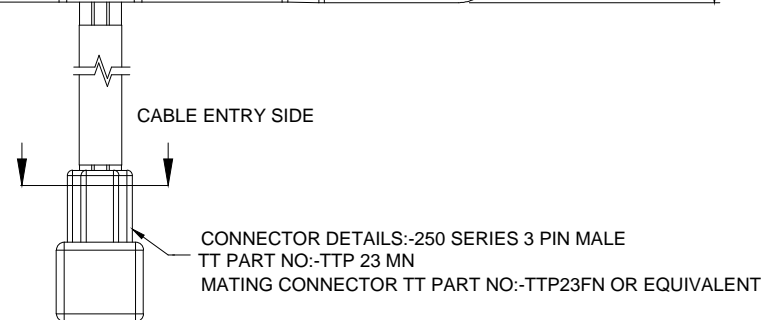 CABLE ENTRY SIDE
CONNECTOR DETAILS:-250 SERIES 3 PIN MALE
TT PART NO:-TTP 23 MN
MATING CONNECTOR TT PART NO:-TTP23FN OR EQUIVALENT